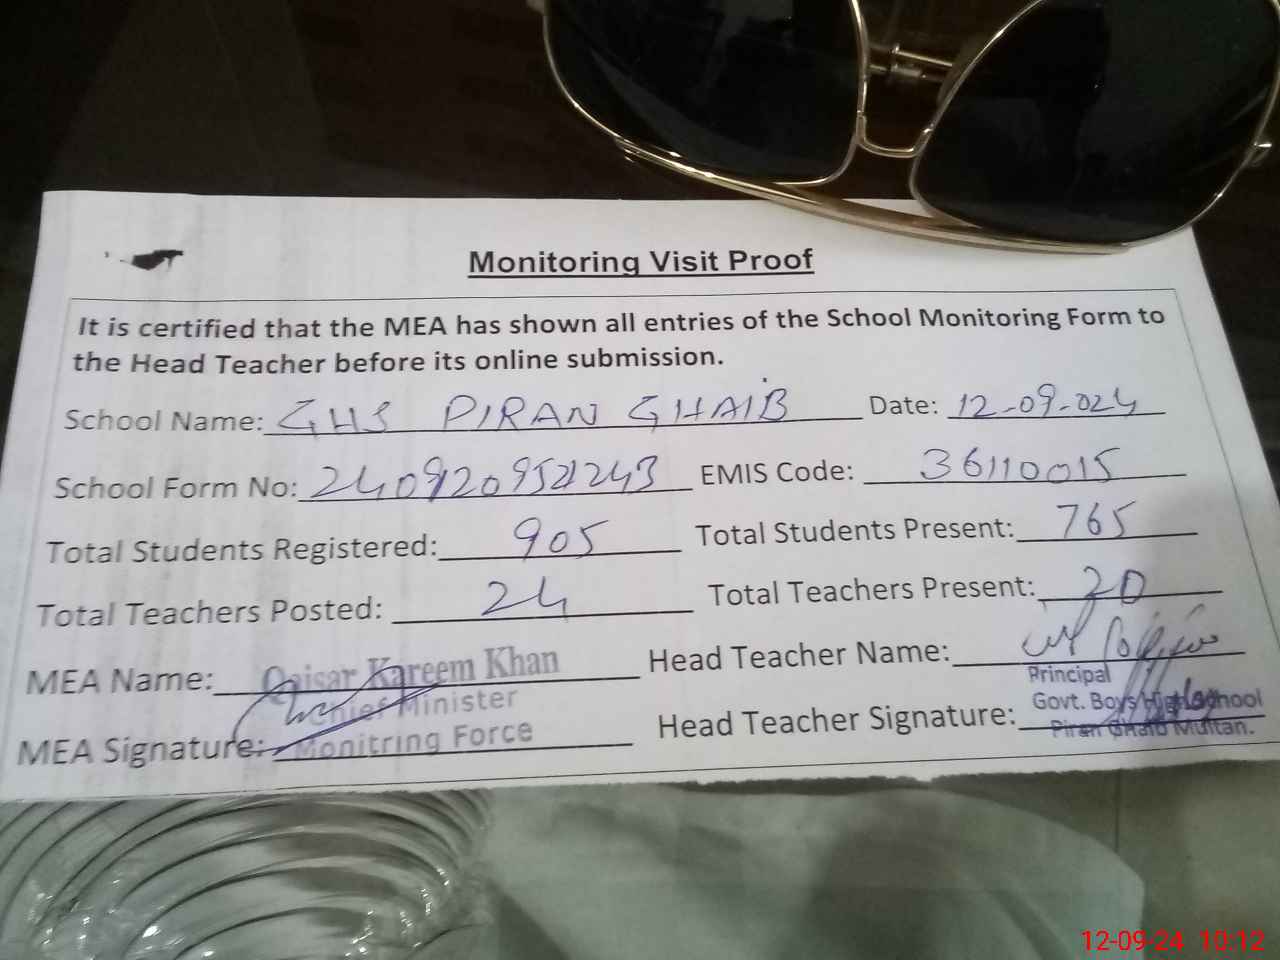 Monitoring Visit Proof
It is certified that the MEA has shown all entries of the School Monitoring Form to
the Head Teacher before its online submission.
School Name: GHS PIRAN GHAIB Date: 12-09-024
School Form No: 2409120952243 EMIS Code: 36110015
Total Students Registered: 905 Total Students Present: 765
Total Teachers Posted: 24 Total Teachers Present: 20
MEA Name: Qaisar Kareem Khan Head Teacher Name:
Chief Minister Principal
MEA Signature: Monitring Force Head Teacher Signature: Govt. Boys High School
Piran Ghaib Multan.
12-09-24 10:12